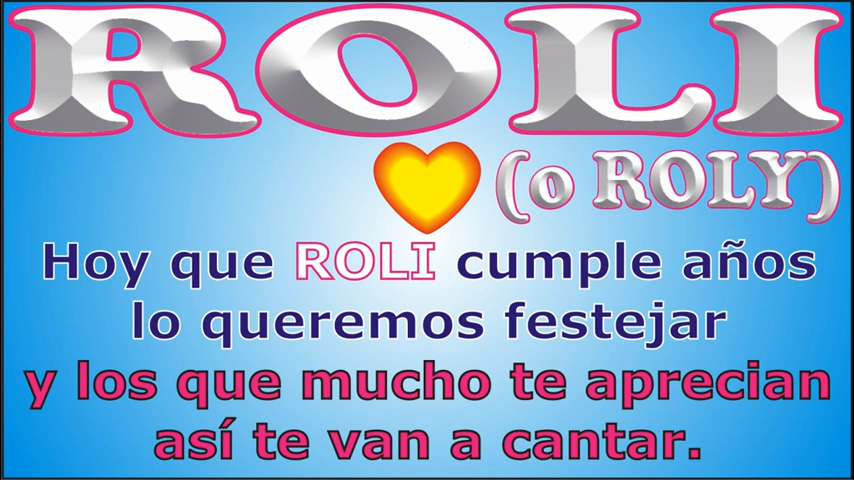 ROLI
(o ROLY)
Hoy que ROLI cumple años
lo queremos festejar
y los que mucho te aprecian
así te van a cantar.